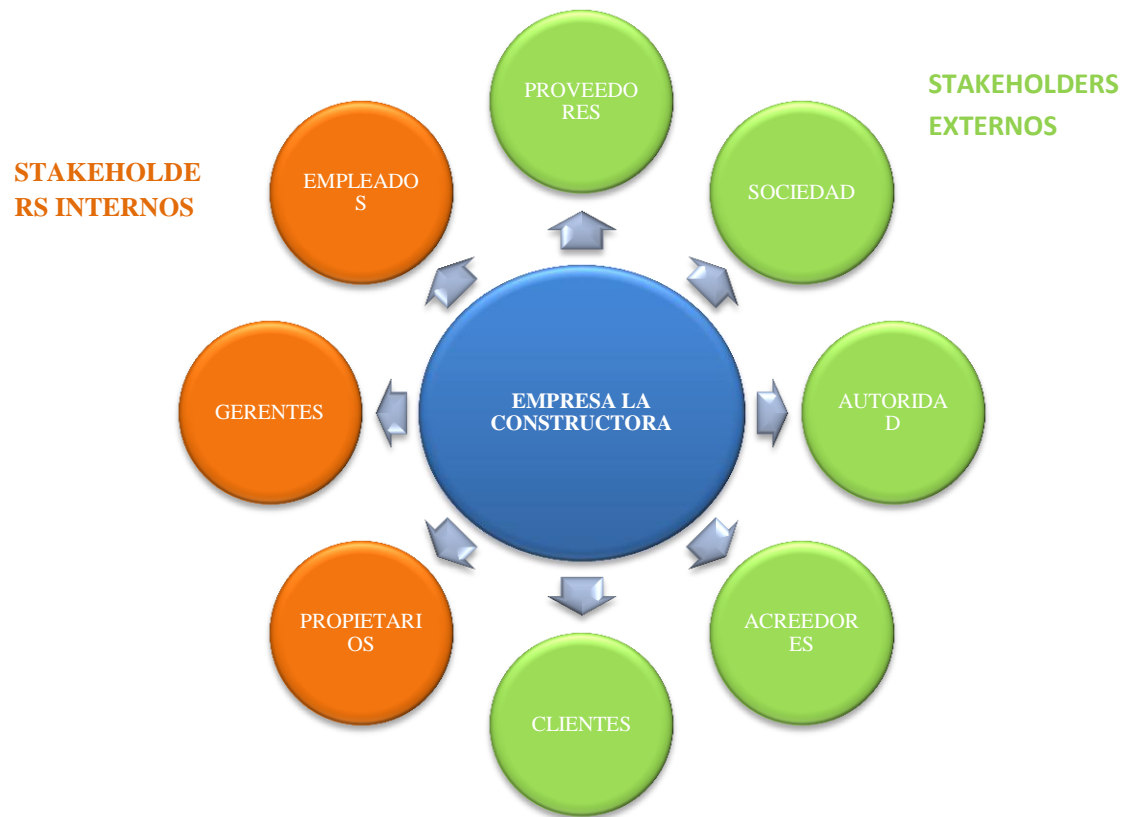 PROVEEDO
RES
STAKEHOLDERS
EXTERNOS
STAKEHOLDE
RS INTERNOS
EMPLEADO
S
SOCIEDAD
GERENTES
EMPRESA LA
CONSTRUCTORA
AUTORIDA
D
PROPIETARI
OS
ACREEDOR
ES
CLIENTES